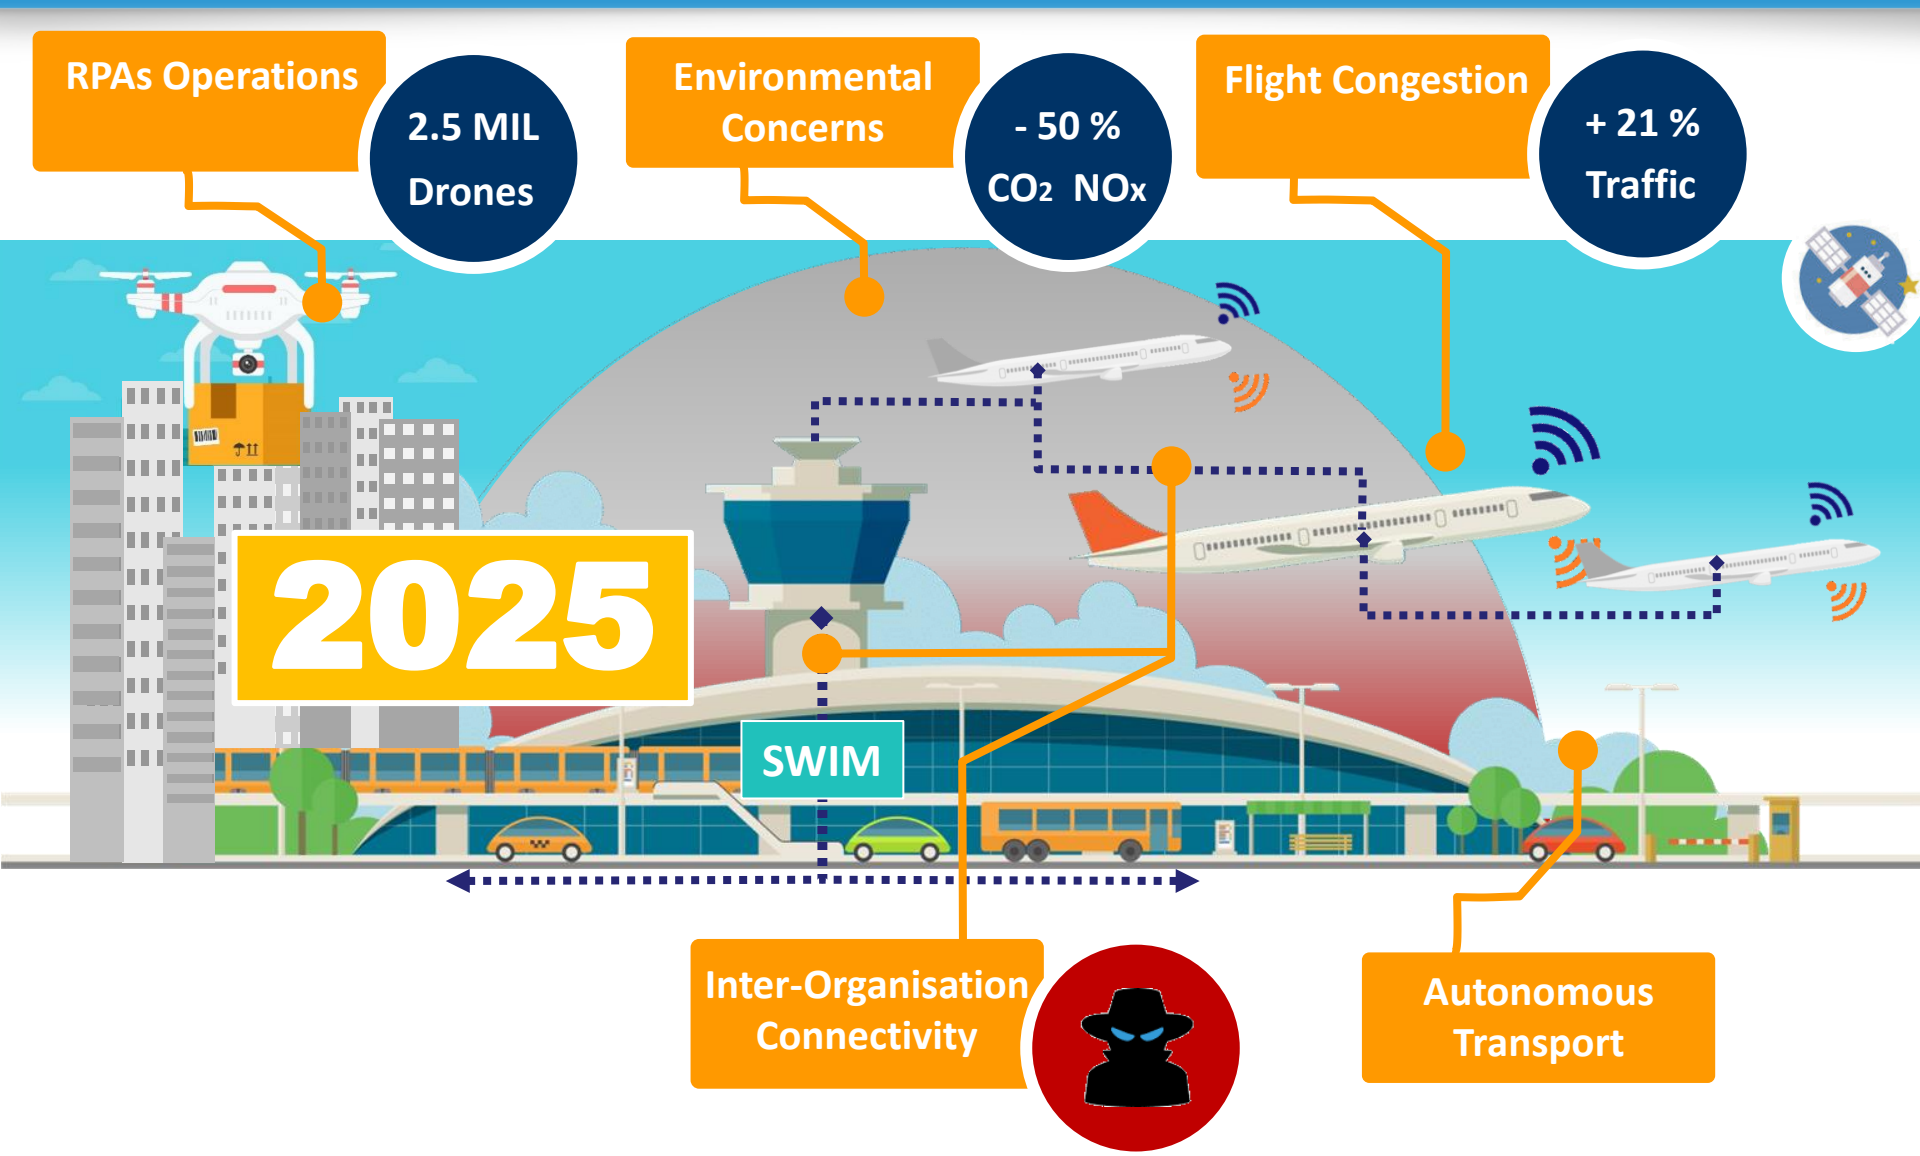 RPAs Operations
2.5 MIL
Drones
Environmental
Concerns
- 50 %
CO2 NOx
Flight Congestion
+ 21 %
Traffic
2025
SWIM
Inter-Organisation
Connectivity
Autonomous
Transport